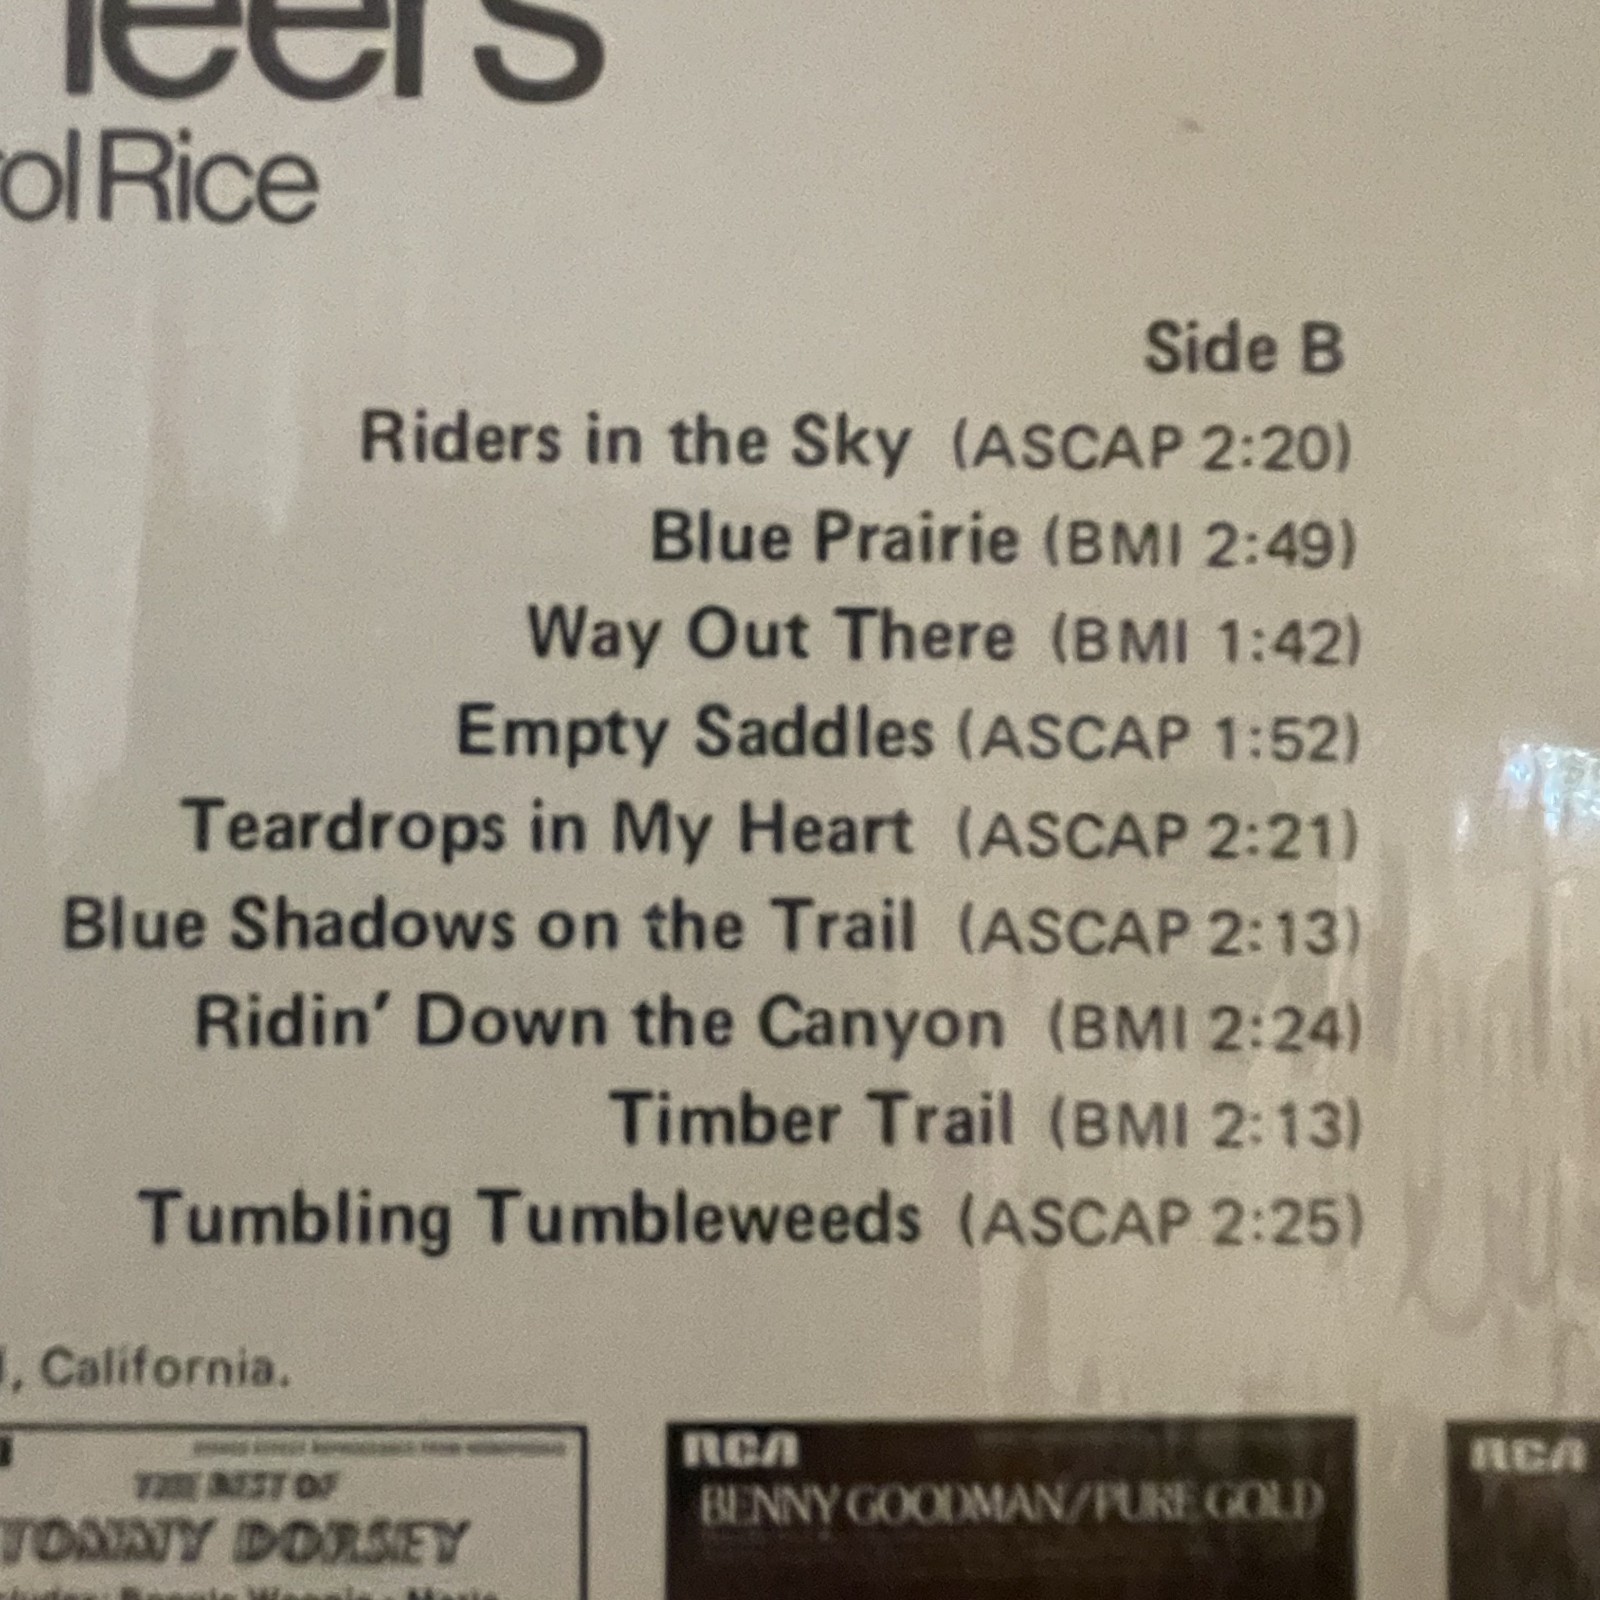 neers
ol Rice
Side B
Riders in the Sky (ASCAP 2:20)
Blue Prairie (BMI 2:49)
Way Out There (BMI 1:42)
Empty Saddles (ASCAP 1:52)
Teardrops in My Heart (ASCAP 2:21)
Blue Shadows on the Trail (ASCAP 2:13)
Ridin’ Down the Canyon (BMI 2:24)
Timber Trail (BMI 2:13)
Tumbling Tumbleweeds (ASCAP 2:25)
, California.
THE BEST OF
TOMMY DORSEY
RCA
BENNY GOODMAN/PURE GOLD
RCA